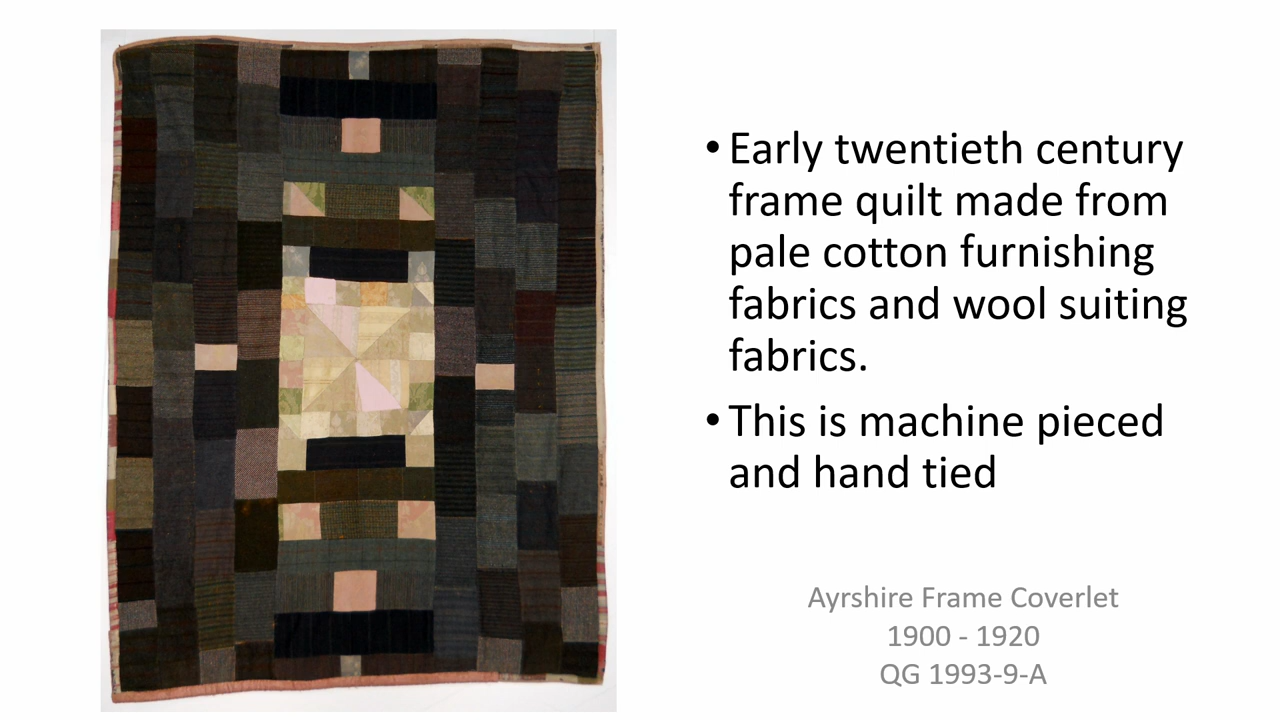 • Early twentieth century
frame quilt made from
pale cotton furnishing
fabrics and wool suiting
fabrics.
• This is machine pieced
and hand tied
Ayrshire Frame Coverlet
1900 - 1920
QG 1993-9-A